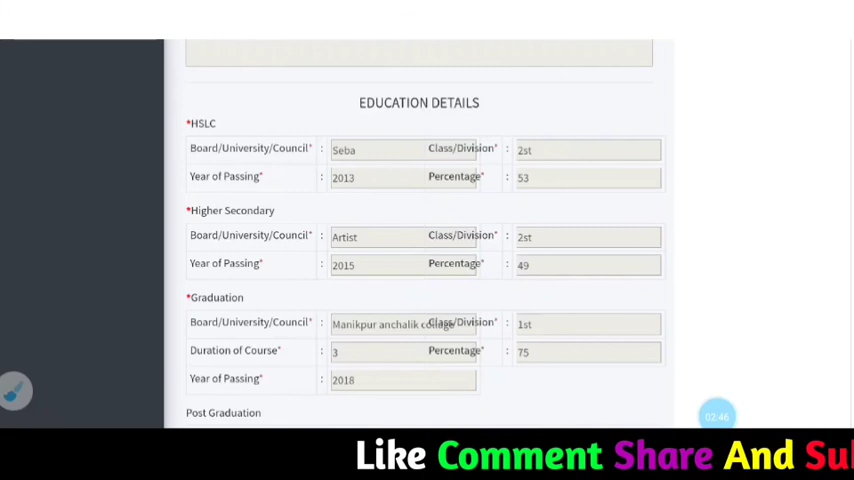 EDUCATION DETAILS
*HSLC
Board/University/Council* : Seba Class/Division* : 2st
Year of Passing* : 2013 Percentage* : 53
*Higher Secondary
Board/University/Council* : Artist Class/Division* : 2st
Year of Passing* : 2015 Percentage* : 49
*Graduation
Board/University/Council* : Manikpur anchalik collage Class/Division* : 1st
Duration of Course* : 3 Percentage* : 75
Year of Passing* : 2018
Post Graduation
02:46
Like Comment Share And Su